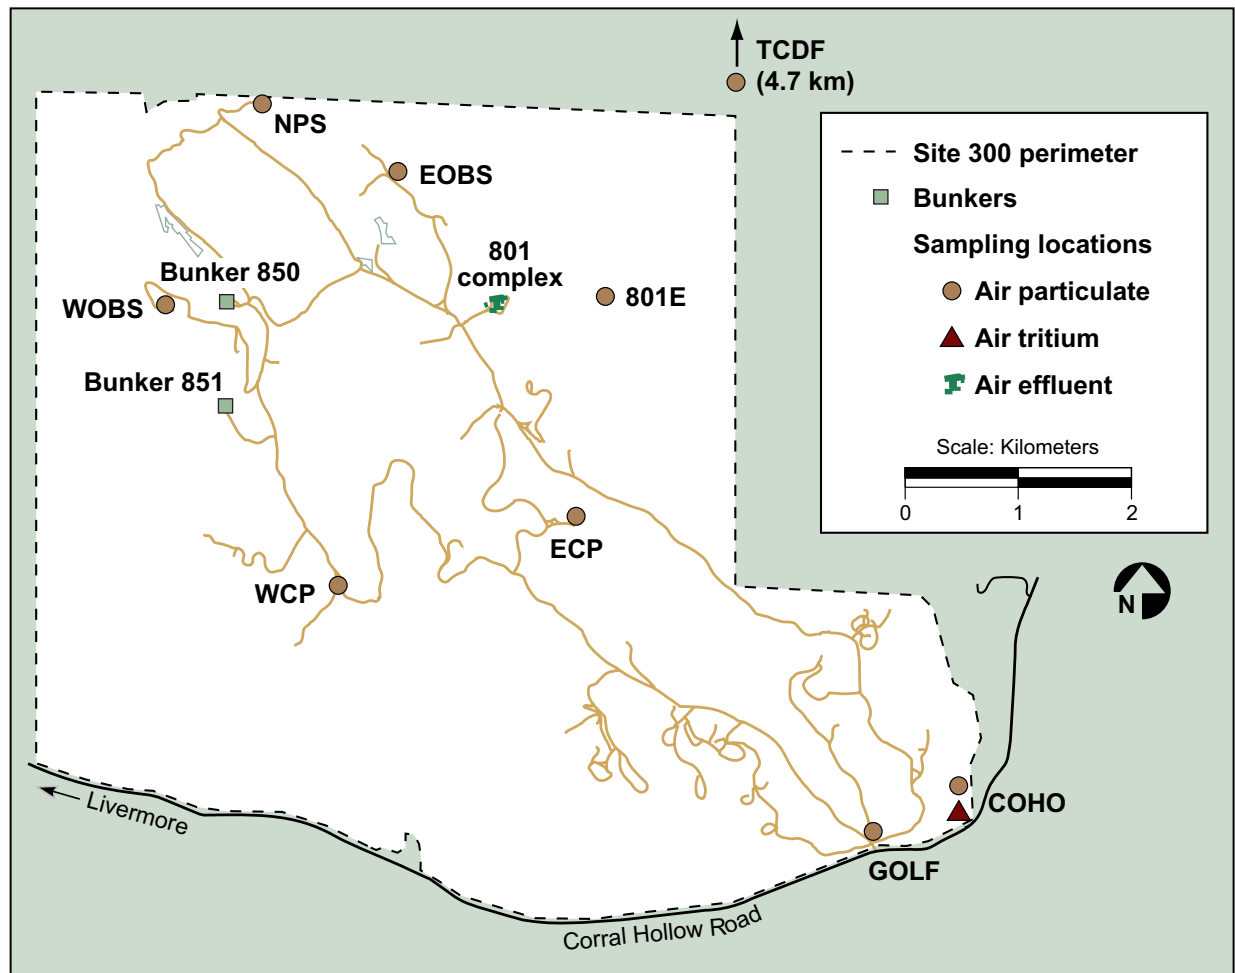 TCDF
(4.7 km)
NPS
EOBS
Site 300 perimeter
Bunkers
Sampling locations
Air particulate
Air tritium
Air effluent
Scale: Kilometers
0 1 2
801
complex
Bunker 850
801E
WOBS
Bunker 851
ECP
WCP
N
Livermore
COHO
GOLF
Corral Hollow Road